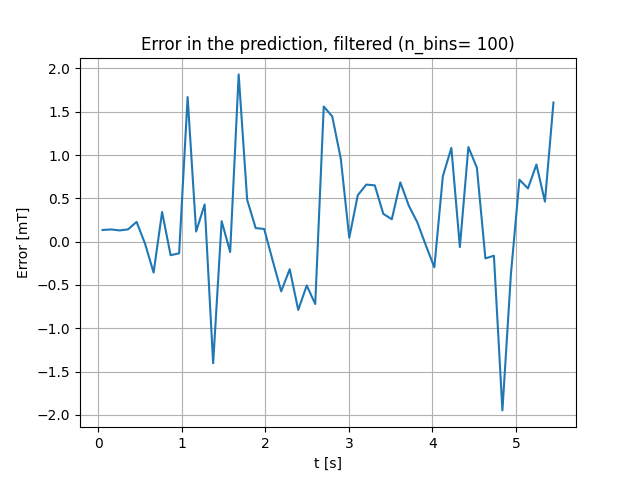 Error in the prediction, filtered (n_bins= 100)
2.0
1.5
1.0
0.5
0.0
−0.5
−1.0
−1.5
−2.0
Error [mT]
0 1 2 3 4 5
t [s]